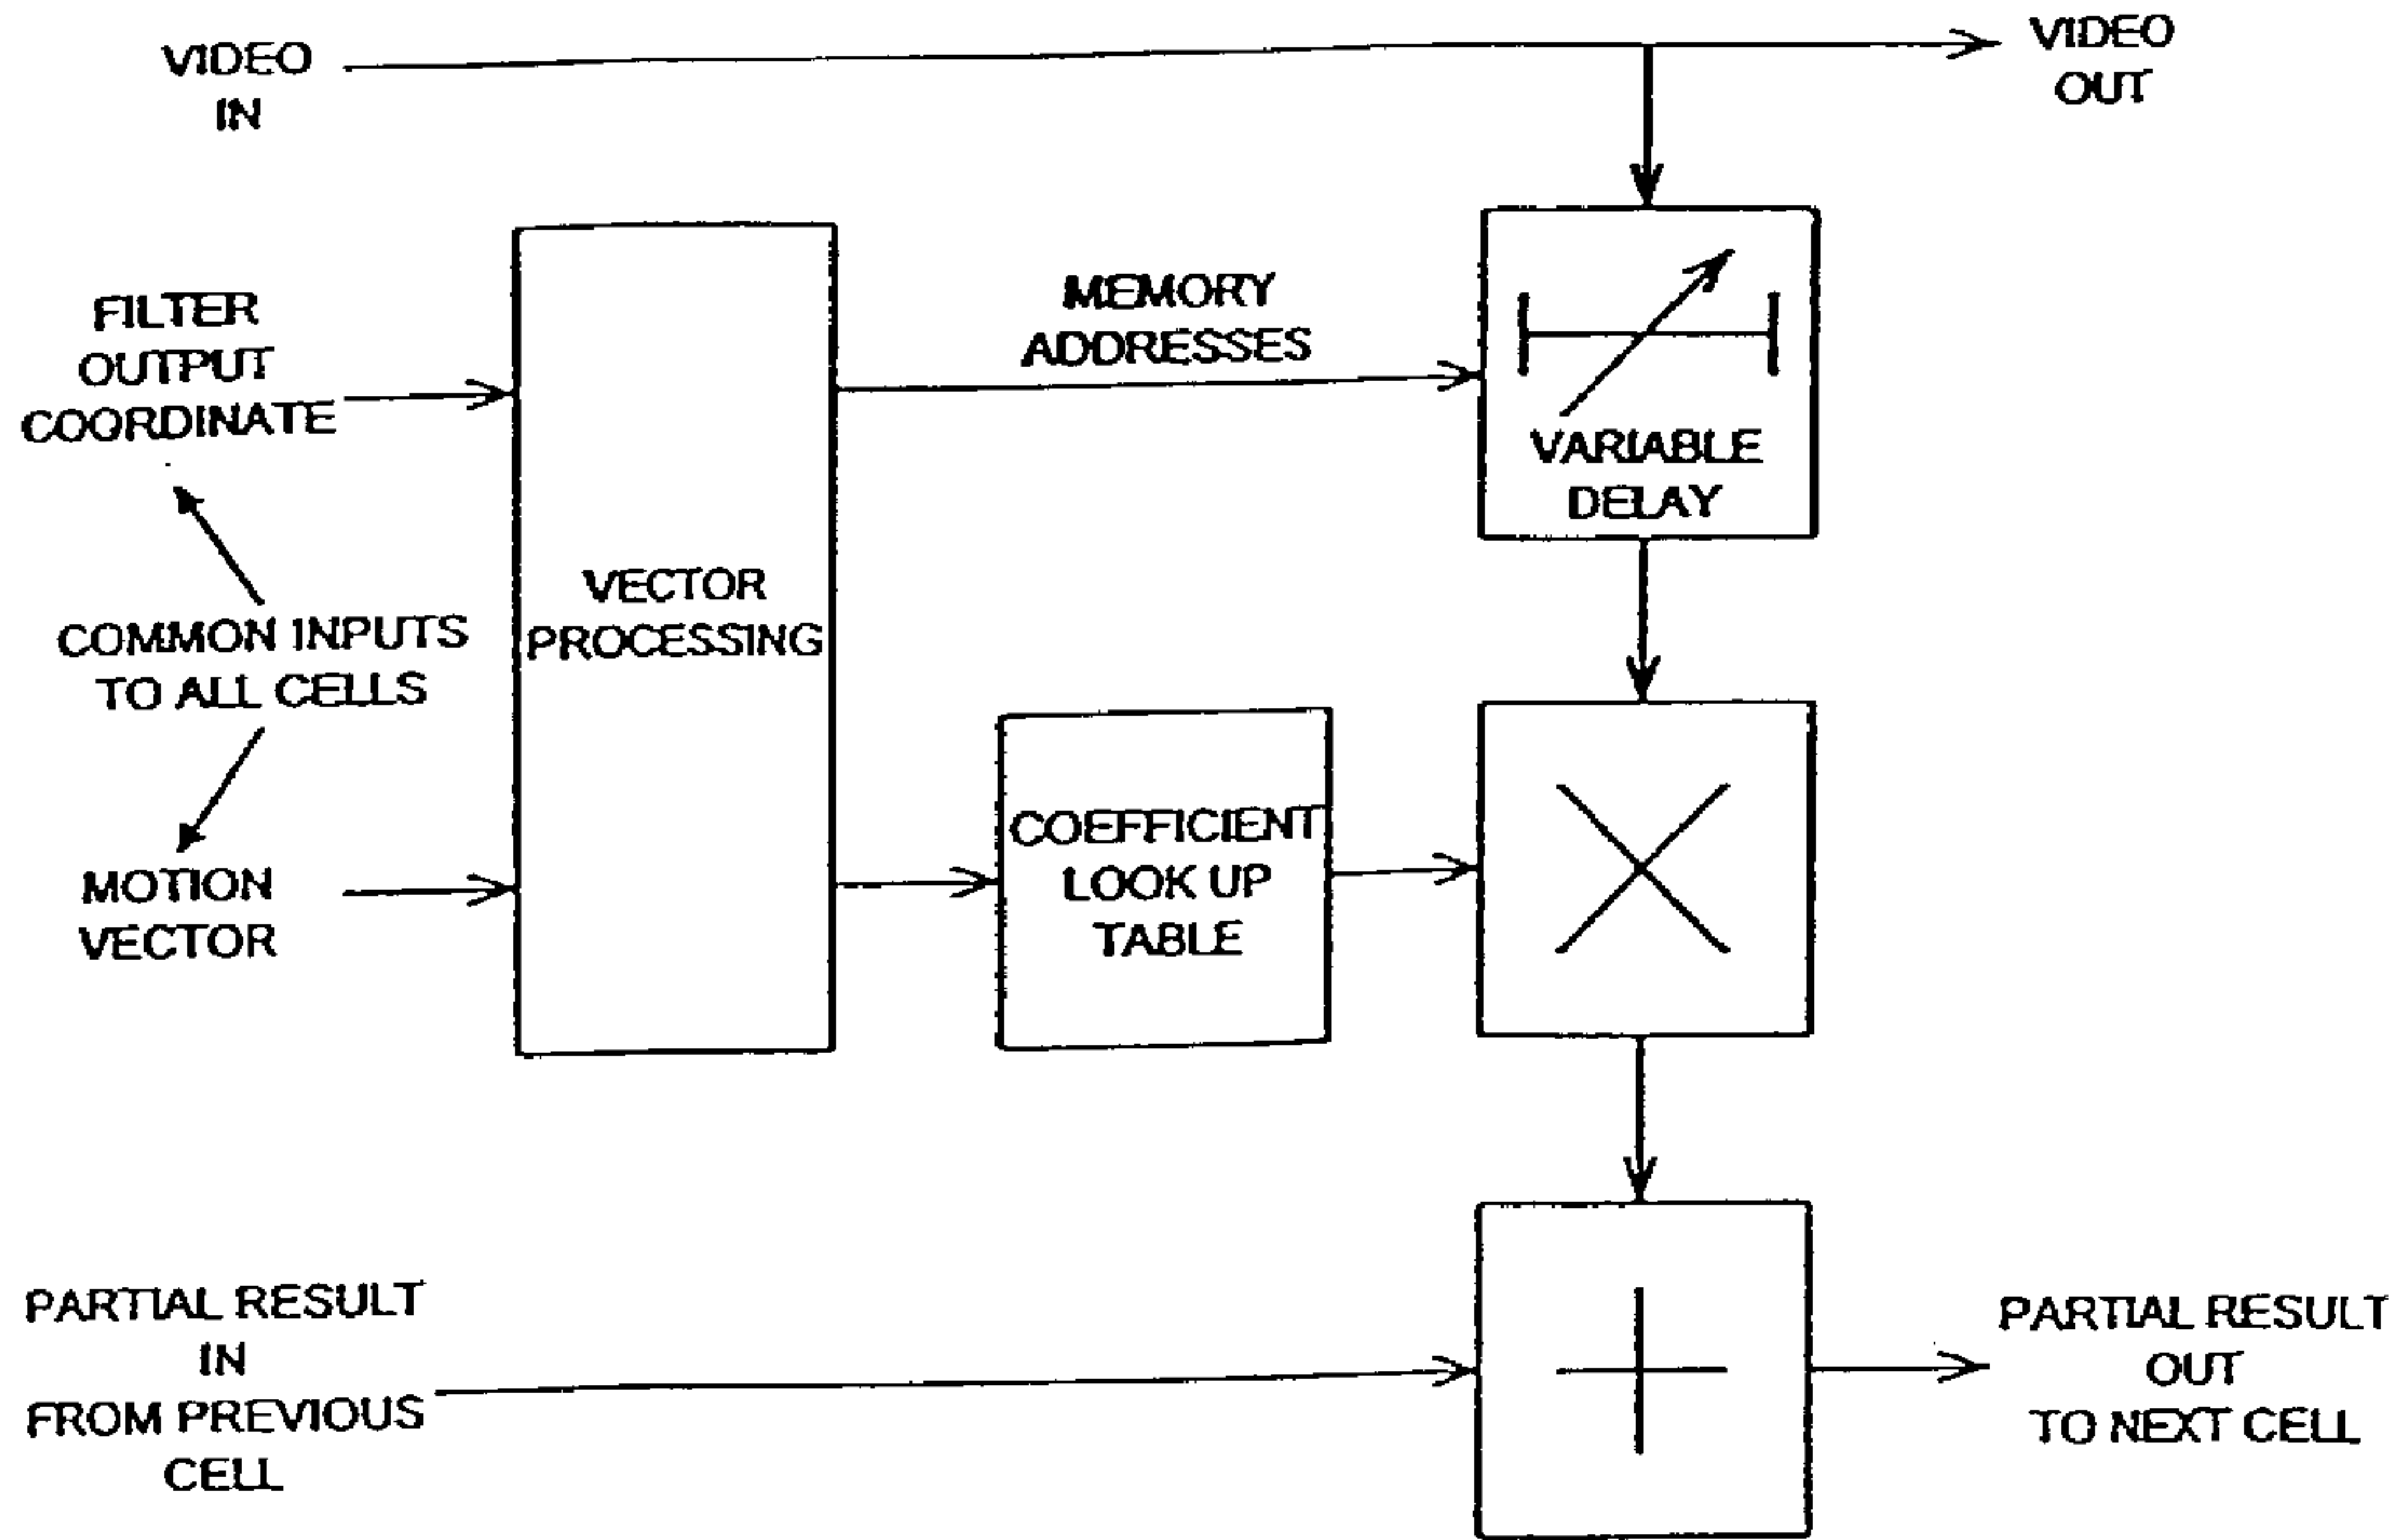 VIDEO
IN
VIDEO
OUT
FILTER
OUTPUT
COORDINATE
MEMORY
ADDRESSES
VARIABLE
DELAY
COMMON INPUTS
TO ALL CELLS
VECTOR
PROCESSING
MOTION
VECTOR
COEFFICIENT
LOOK UP
TABLE
PARTIAL RESULT
IN
FROM PREVIOUS
CELL
PARTIAL RESULT
OUT
TO NEXT CELL